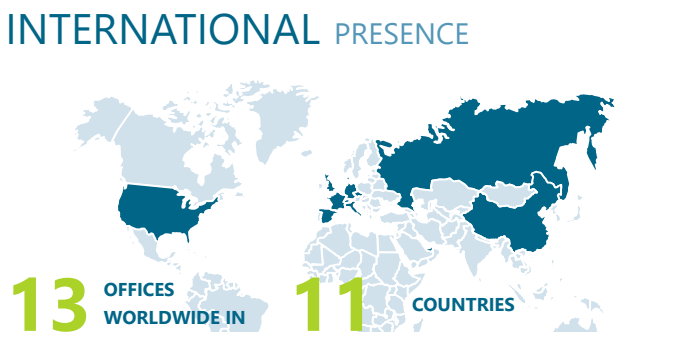 INTERNATIONAL PRESENCE
13 OFFICES WORLDWIDE IN 11 COUNTRIES